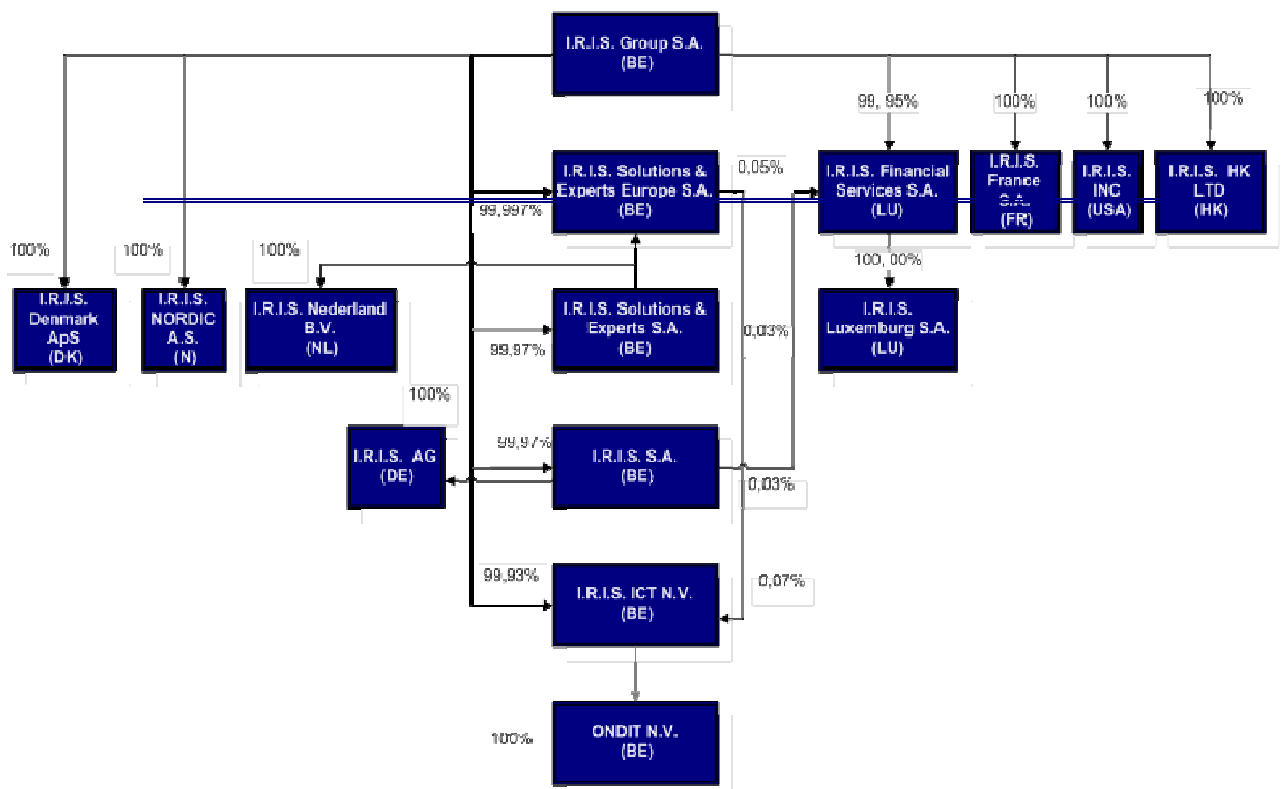 I.R.I.S. Group S.A.
(BE)
99, 95%
100%
100%
100%
I.R.I.S. Solutions &
Experts Europe S.A.
(BE)
0,05%
I.R.I.S. Financial
Services S.A.
(LU)
I.R.I.S.
France
S.A.
(FR)
I.R.I.S.
INC
(USA)
I.R.I.S. HK
LTD
(HK)
99,997%
100%
100%
100%
100, 00%
I.R.I.S.
Denmark
ApS
(DK)
I.R.I.S.
NORDIC
A.S.
(N)
I.R.I.S. Nederland
B.V.
(NL)
I.R.I.S. Solutions &
Experts S.A.
(BE)
I.R.I.S.
Luxemburg S.A.
(LU)
99,97%
0,03%
100%
99,97%
I.R.I.S. AG
(DE)
I.R.I.S. S.A.
(BE)
0,03%
99,93%
I.R.I.S. ICT N.V.
(BE)
0,07%
100%
ONDIT N.V.
(BE)